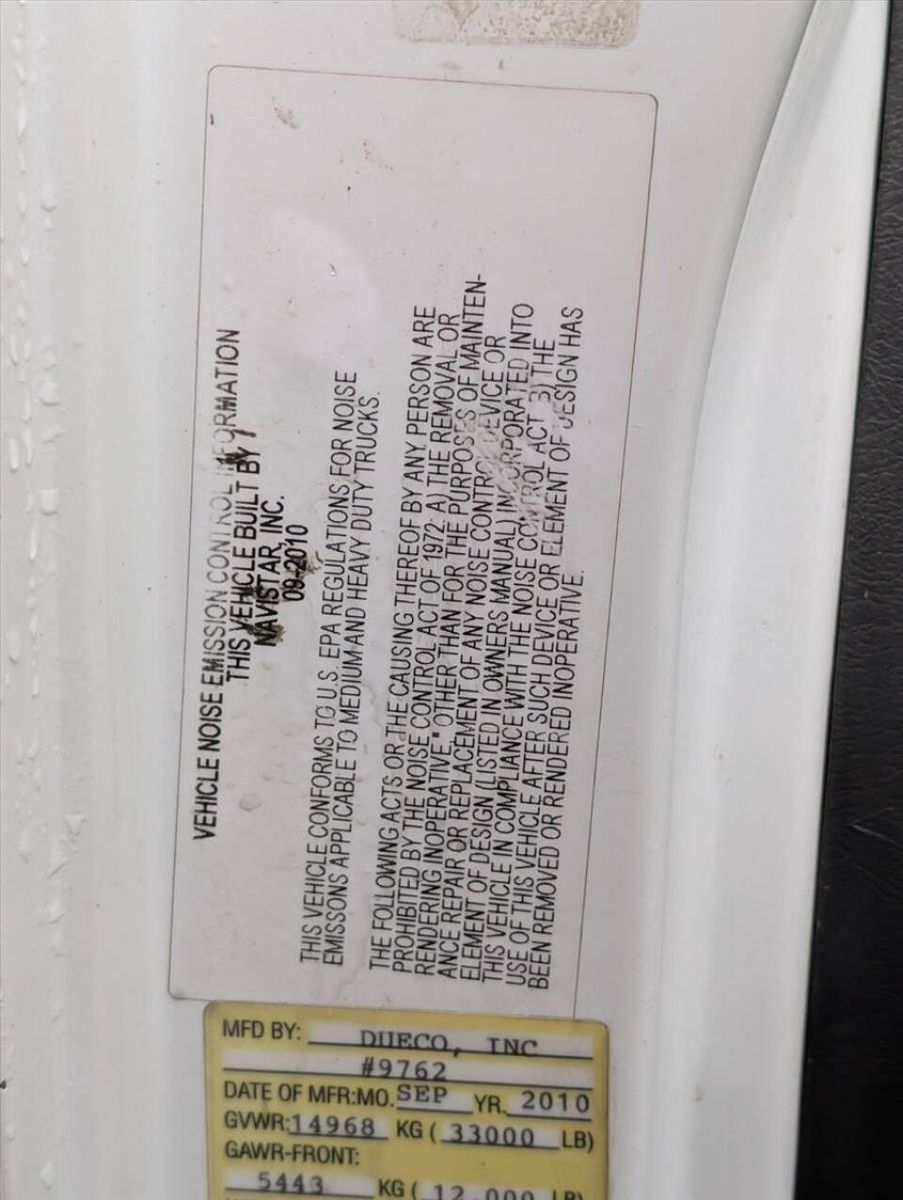 VEHICLE NOISE EMISSION CONTROL INFORMATION
THIS VEHICLE BUILT BY
NAVISTAR, INC.
09-2010
THIS VEHICLE CONFORMS TO U.S. EPA REGULATIONS FOR NOISE
EMISSONS APPLICABLE TO MEDIUM AND HEAVY DUTY TRUCKS.
THE FOLLOWING ACTS OR THE CAUSING THEREOF BY ANY PERSON ARE
PROHIBITED BY THE NOISE CONTROL ACT OF 1972: A) THE REMOVAL OR
RENDERING INOPERATIVE, OTHER THAN FOR THE PURPOSES OF MAINTEN-
ANCE REPAIR OR REPLACEMENT OF ANY NOISE CONTROL DEVICE OR
ELEMENT OF DESIGN (LISTED IN OWNERS MANUAL) INCORPORATED INTO
THIS VEHICLE IN COMPLIANCE WITH THE NOISE CONTROL ACT B) THE
USE OF THIS VEHICLE AFTER SUCH DEVICE OR ELEMENT OF DESIGN HAS
BEEN REMOVED OR RENDERED INOPERATIVE.
MFD BY: DUECO, INC
#9762
DATE OF MFR:MO. SEP YR. 2010
GVWR:14968 KG ( 33000 LB)
GAWR-FRONT:
5443 KG ( 12,000 LB)